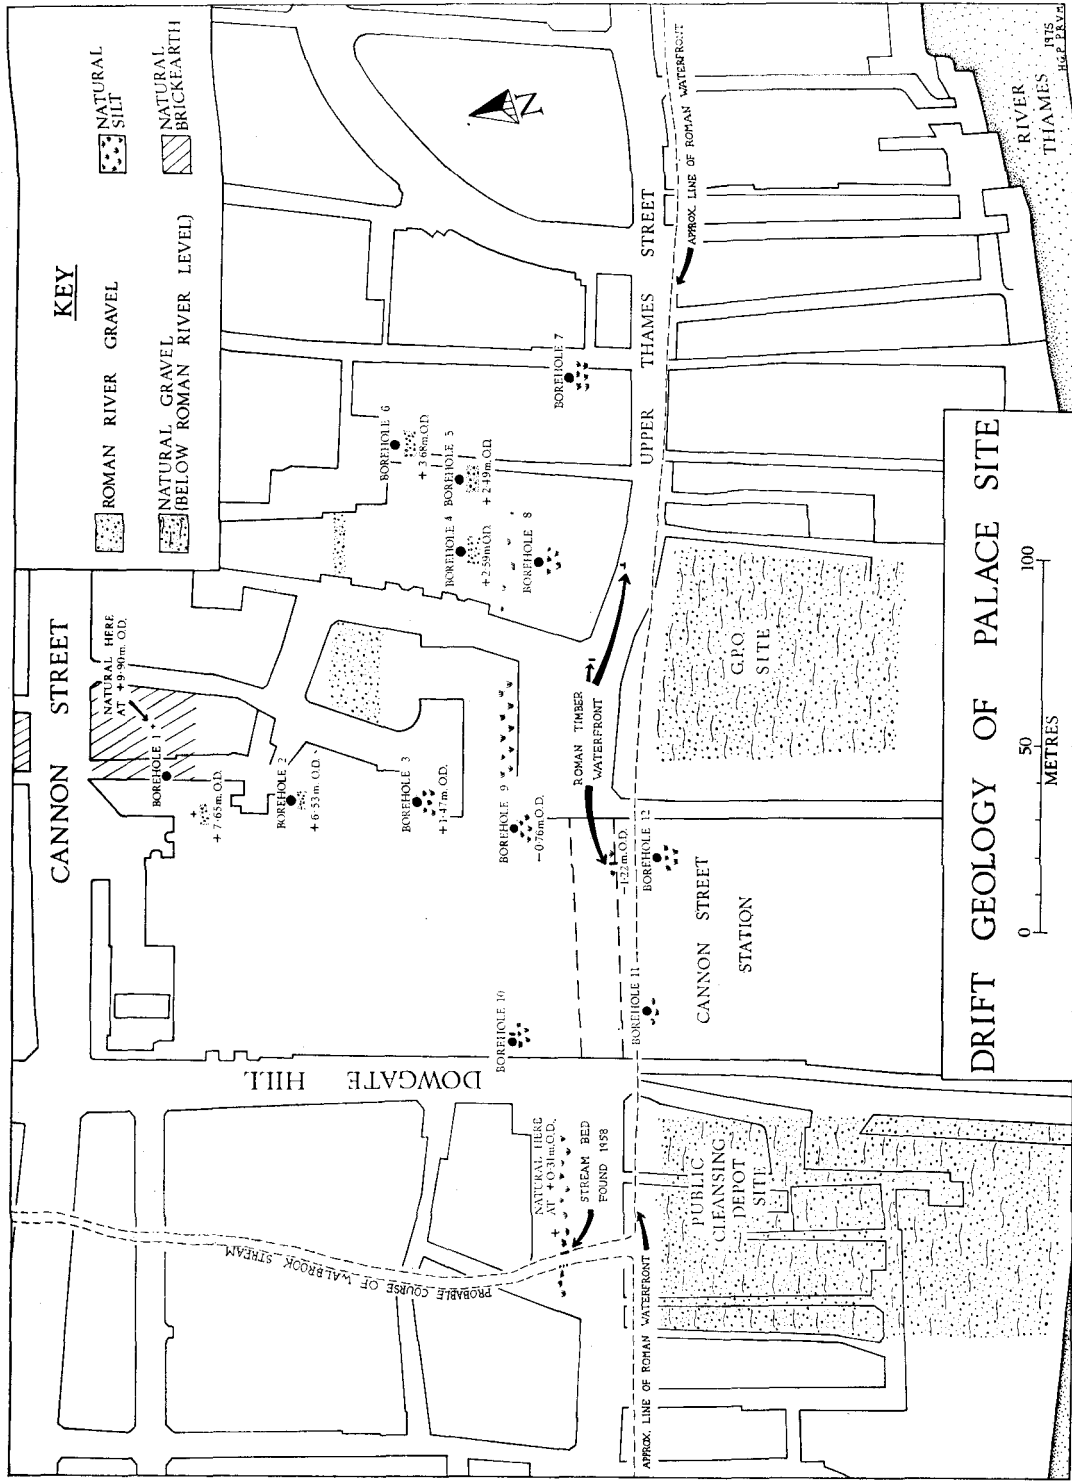 KEY
ROMAN RIVER GRAVEL
NATURAL GRAVEL
(BELOW ROMAN RIVER LEVEL)
NATURAL
SILT
NATURAL
BRICKEARTH
CANNON STREET
NATURAL HERE
AT +9·90m. O.D.
BOREHOLE 1
+7·65m. O.D.
BOREHOLE 2
+6·53m. O.D.
BOREHOLE 3
+1·47m. O.D.
BOREHOLE 4
+2·59m O.D.
BOREHOLE 5
+2·49m. O.D.
BOREHOLE 6
+3·68m. O.D.
BOREHOLE 7
BOREHOLE 8
BOREHOLE 9
-0·76m. O.D.
BOREHOLE 10
BOREHOLE 11
BOREHOLE 12
-1·22m. O.D.
N
DOWGATE HILL
PROBABLE COURSE OF WALBROOK STREAM
NATURAL HERE
AT +0·31m. O.D.
STREAM BED
FOUND 1958
ROMAN TIMBER
WATERFRONT
UPPER THAMES STREET
APPROX. LINE OF ROMAN WATERFRONT
APPROX. LINE OF ROMAN WATERFRONT
PUBLIC
CLEANSING
DEPOT
SITE
CANNON STREET
STATION
G.P.O.
SITE
RIVER
THAMES
1975
DRIFT GEOLOGY OF PALACE SITE
0 50 100
METRES